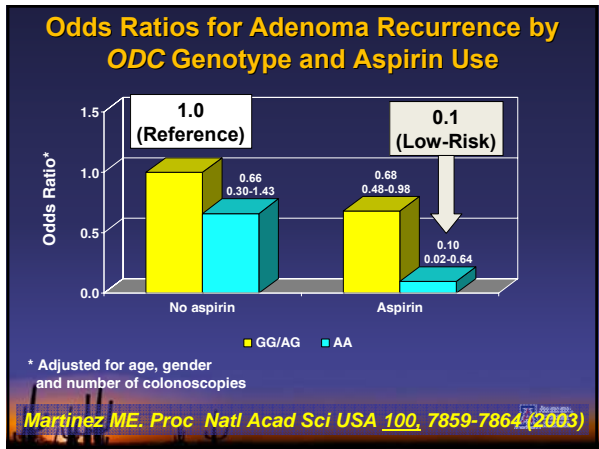 Odds Ratios for Adenoma Recurrence by
ODC Genotype and Aspirin Use
1.0
(Reference)
0.1
(Low-Risk)
Odds Ratio*
1.5
1.0
0.5
0.0
0.66
0.30-1.43
0.68
0.48-0.98
0.10
0.02-0.64
No aspirin
Aspirin
GG/AG
AA
* Adjusted for age, gender
and number of colonoscopies
Martinez ME. Proc Natl Acad Sci USA 100, 7859-7864 (2003)